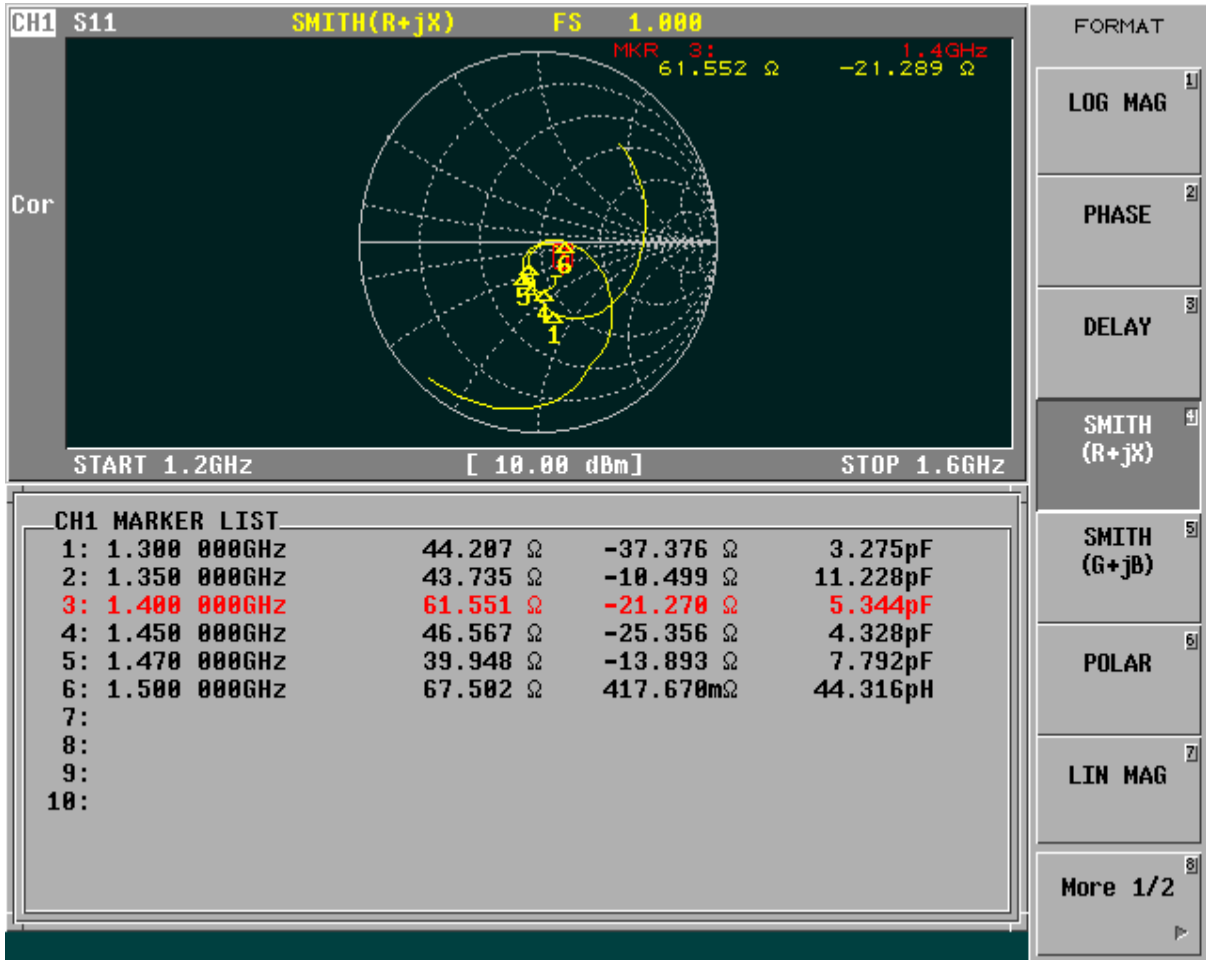 CH1 S11 SMITH(R+jX) FS 1.000
MKR 3: 1.4GHz
61.552 Ω -21.289 Ω
Cor
6
5
4
1
START 1.2GHz [ 10.00 dBm] STOP 1.6GHz
CH1 MARKER LIST
1: 1.300 000GHz 44.207 Ω -37.376 Ω 3.275pF
2: 1.350 000GHz 43.735 Ω -10.499 Ω 11.228pF
3: 1.400 000GHz 61.551 Ω -21.270 Ω 5.344pF
4: 1.450 000GHz 46.567 Ω -25.356 Ω 4.328pF
5: 1.470 000GHz 39.948 Ω -13.893 Ω 7.792pF
6: 1.500 000GHz 67.502 Ω 417.670mΩ 44.316pH
7:
8:
9:
10:
FORMAT
1
LOG MAG
2
PHASE
3
DELAY
4
SMITH
(R+jX)
5
SMITH
(G+jB)
6
POLAR
7
LIN MAG
8
More 1/2